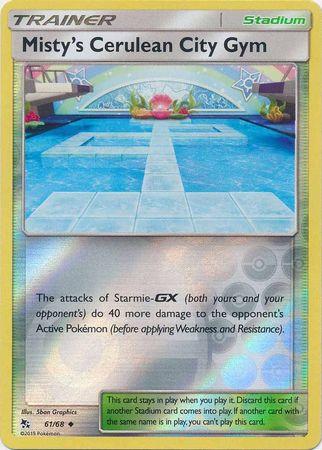 TRAINER
Stadium
Misty's Cerulean City Gym
The attacks of Starmie-GX (both yours and your
opponent's) do 40 more damage to the opponent's
Active Pokémon (before applying Weakness and Resistance).
This card stays in play when you play it. Discard this card if
another Stadium card comes into play. If another card with
the same name is in play, you can't play this card.
Illus. 5ban Graphics
61/68
©2019 Pokémon